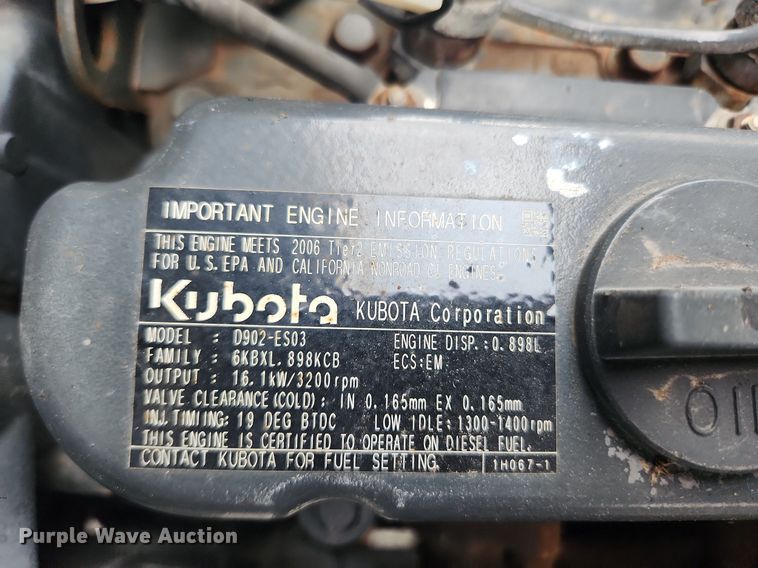 IMPORTANT ENGINE INFORMATION
THIS ENGINE MEETS 2006 Tier2 EMISSION REGULATIONS
FOR U.S. EPA AND CALIFORNIA NONROAD CI ENGINES.
Kubota KUBOTA Corporation
MODEL : D902-ES03 ENGINE DISP.: 0.898L
FAMILY : 6KBXL.898KCB ECS:EM
OUTPUT : 16.1kW/3200rpm
VALVE CLEARANCE(COLD): IN 0.165mm EX 0.165mm
INJ.TIMING: 19 DEG BTDC LOW IDLE: 1300-1400rpm
THIS ENGINE IS CERTIFIED TO OPERATE ON DIESEL FUEL.
CONTACT KUBOTA FOR FUEL SETTING. 1H067-1
OIL
Purple Wave Auction